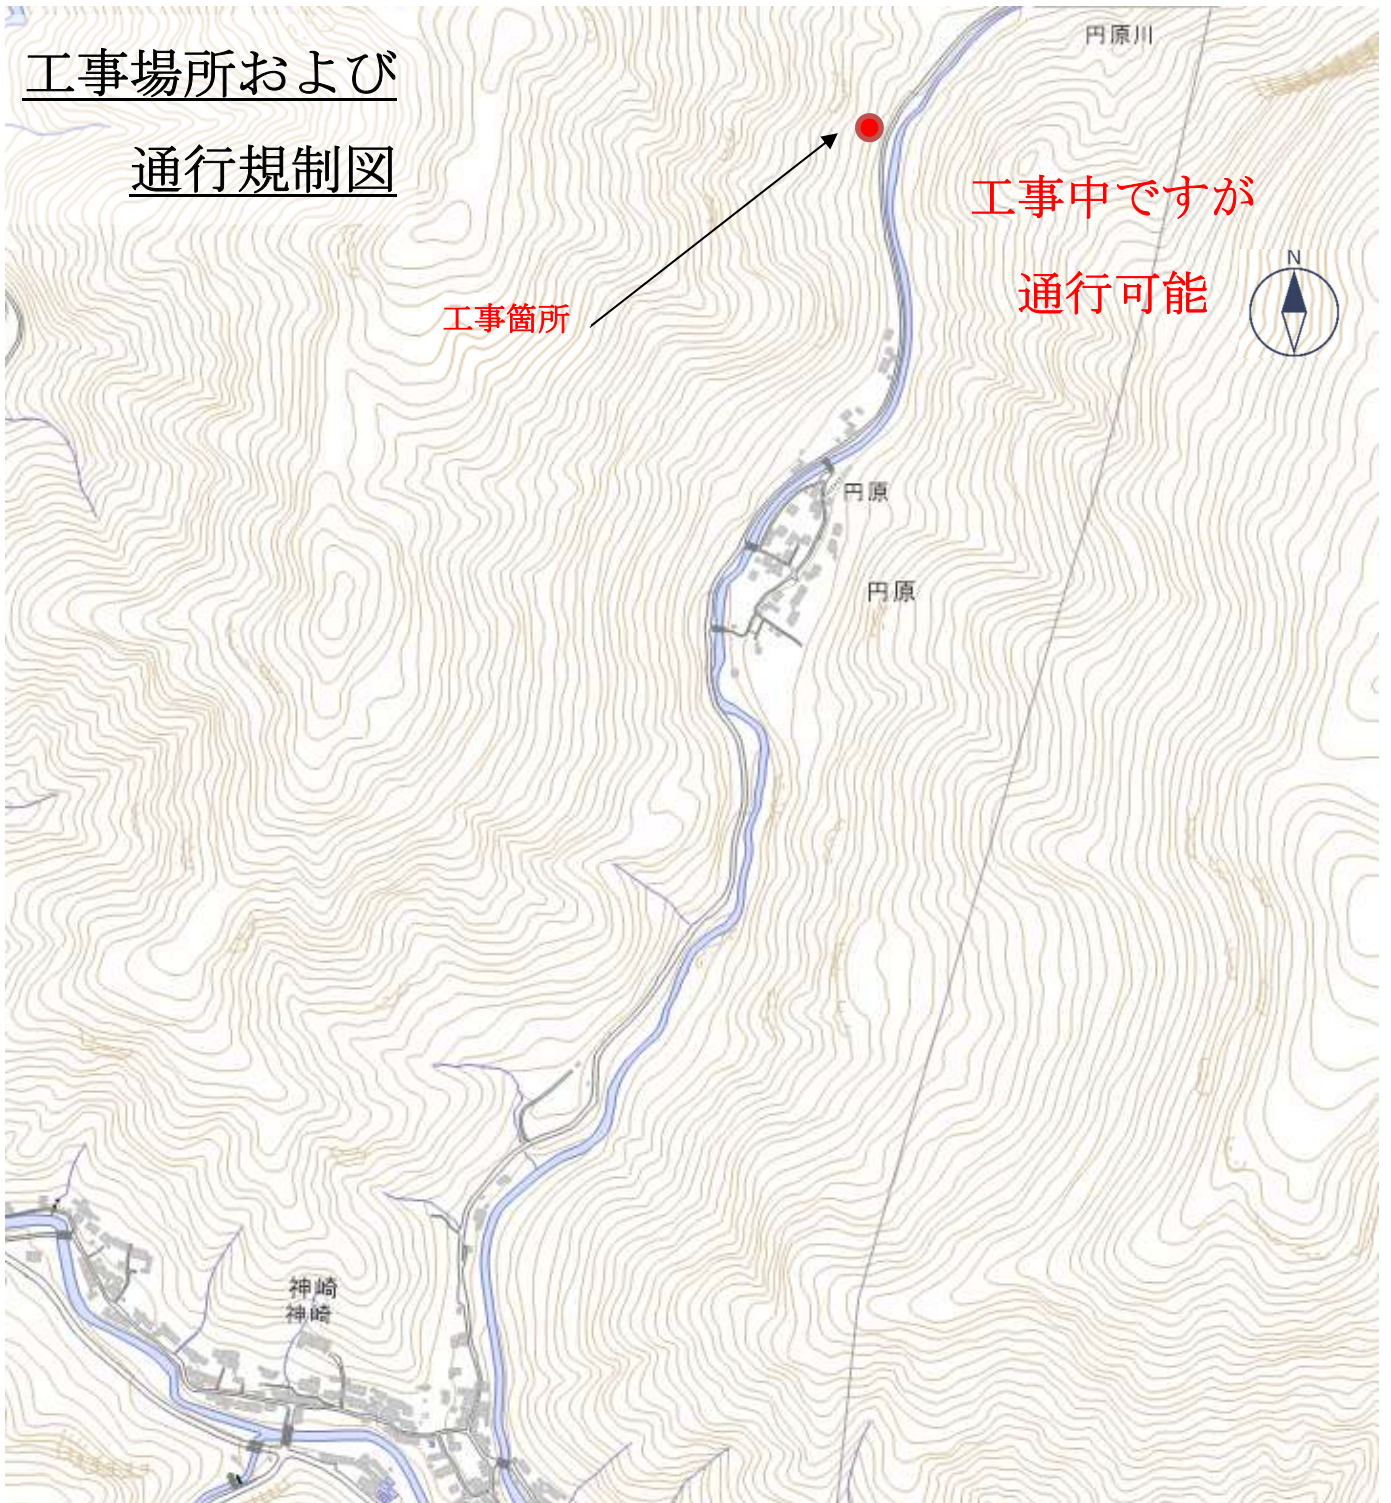 円原川
工事場所および
通行規制図
工事中ですが
通行可能
N
工事箇所
円原
円原
神崎
神崎